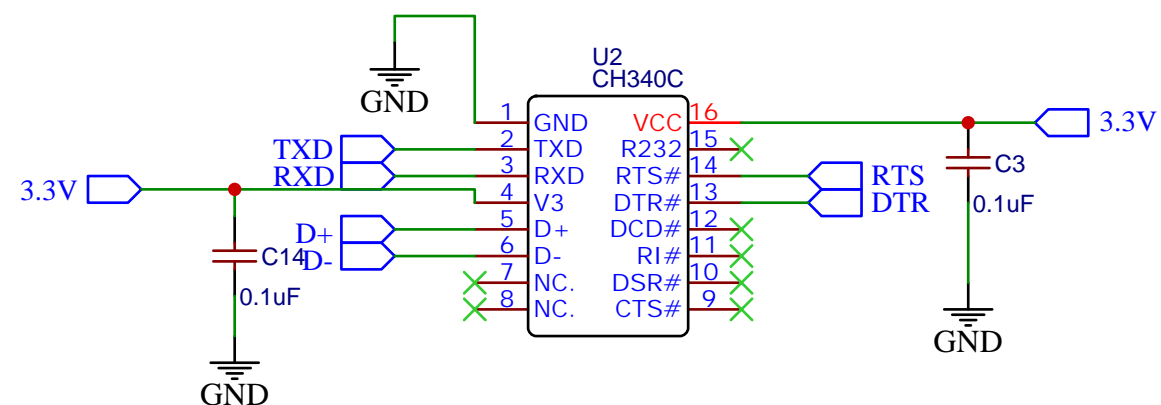 U2
CH340C
GND
1 GND
2 TXD
3 RXD
4 V3
5 D+
6 D-
7 NC.
8 NC.
16 VCC
15 R232
14 RTS#
13 DTR#
12 DCD#
11 RI#
10 DSR#
9 CTS#
TXD
RXD
3.3V
D+
D-
C14
0.1uF
GND
3.3V
RTS
DTR
C3
0.1uF
GND